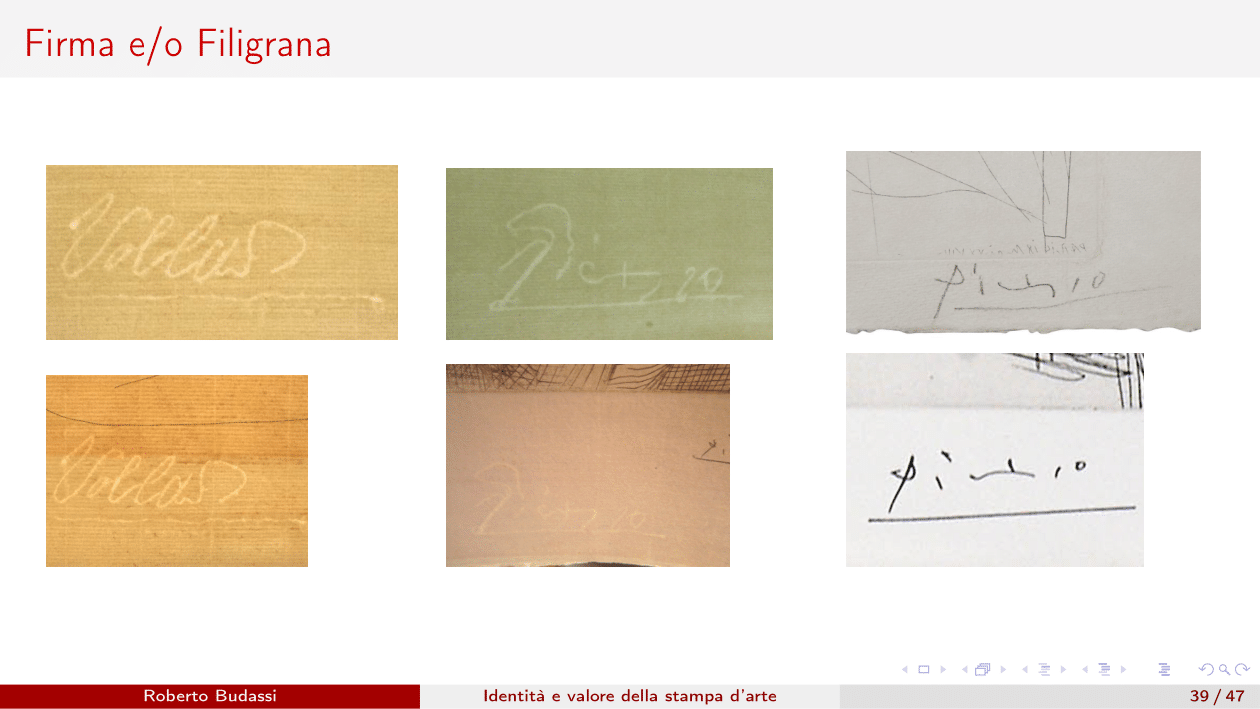 Firma e/o Filigrana
Vollard
Picasso
Picasso
Vollard
Picasso
Picasso
Roberto Budassi
Identità e valore della stampa d'arte
39 / 47